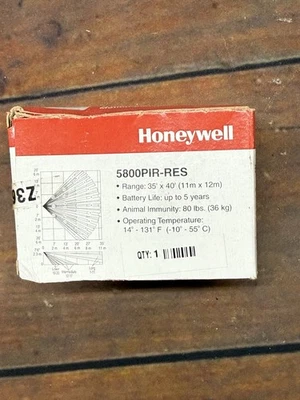 Honeywell
5800PIR-RES
• Range: 35' x 40' (11m x 12m)
• Battery Life: up to 5 years
• Animal Immunity: 80 lbs. (36 kg)
• Operating Temperature:
14° - 131° F (-10° - 55° C)
QTY: 1